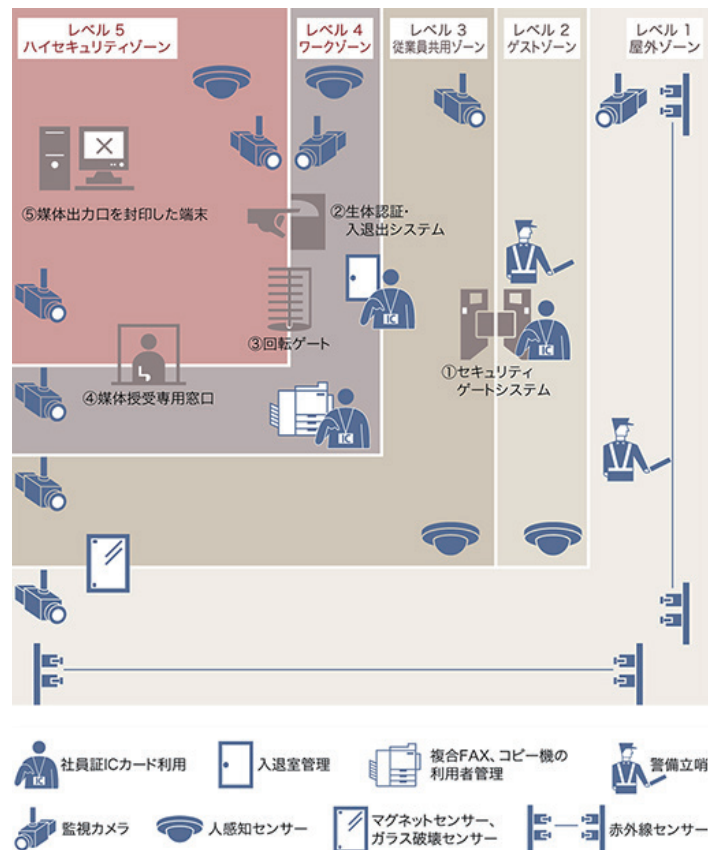 レベル 5
ハイセキュリティゾーン
レベル 4
ワークゾーン
レベル 3
従業員共用ゾーン
レベル 2
ゲストゾーン
レベル 1
屋外ゾーン
⑤媒体出力口を封印した端末
②生体認証・
入退出システム
IC
③回転ゲート
IC
①セキュリティ
ゲートシステム
④媒体授受専用窓口
IC
IC
社員証ICカード利用
入退室管理
複合FAX、コピー機の
利用者管理
警備立哨
監視カメラ
人感知センサー
マグネットセンサー、
ガラス破壊センサー
赤外線センサー